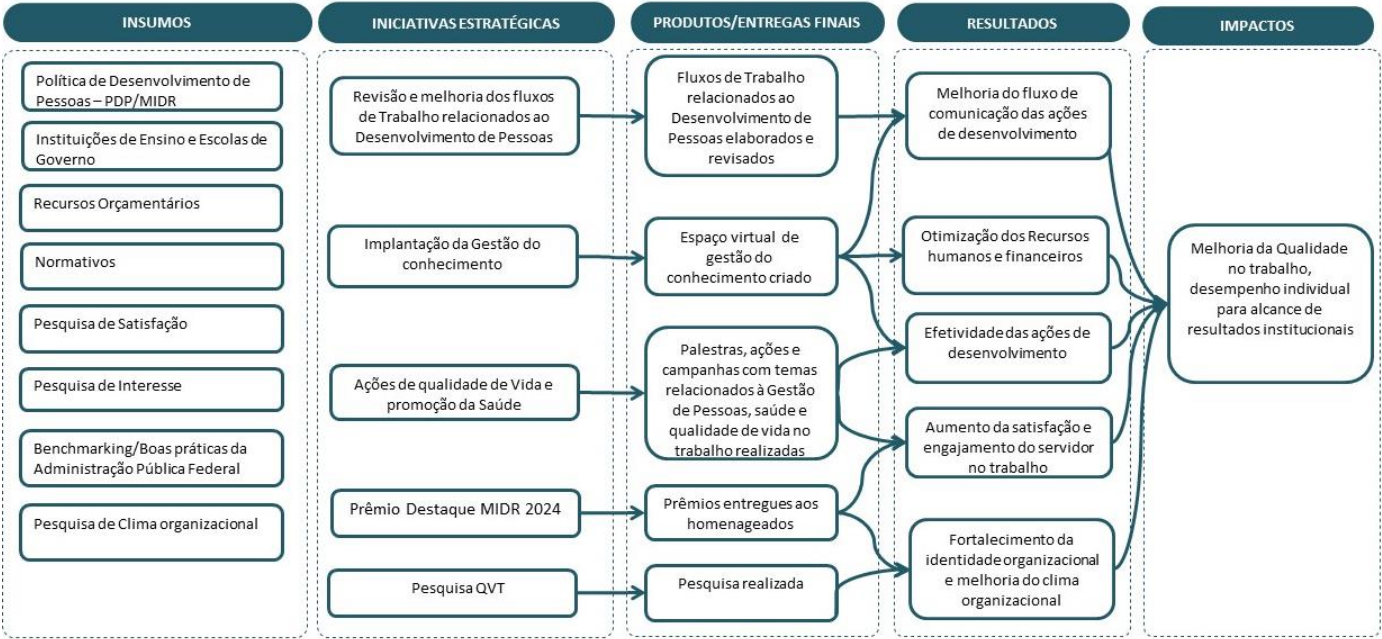 INSUMOS
Política de Desenvolvimento de
Pessoas – PDP/MIDR
Instituições de Ensino e Escolas de
Governo
Recursos Orçamentários
Normativos
Pesquisa de Satisfação
Pesquisa de Interesse
Benchmarking/Boas práticas da
Administração Pública Federal
Pesquisa de Clima organizacional
INICIATIVAS ESTRATÉGICAS
Revisão e melhoria dos fluxos
de Trabalho relacionados ao
Desenvolvimento de Pessoas
Implantação da Gestão do
conhecimento
Ações de qualidade de Vida e
promoção da Saúde
Prêmio Destaque MIDR 2024
Pesquisa QVT
PRODUTOS/ENTREGAS FINAIS
Fluxos de Trabalho
relacionados ao
Desenvolvimento de
Pessoas elaborados e
revisados
Espaço virtual de
gestão do
conhecimento criado
Palestras, ações e
campanhas com temas
relacionados à Gestão
de Pessoas, saúde e
qualidade de vida no
trabalho realizadas
Prêmios entregues aos
homenageados
Pesquisa realizada
RESULTADOS
Melhoria do fluxo de
comunicação das ações
de desenvolvimento
Otimização dos Recursos
humanos e financeiros
Efetividade das ações de
desenvolvimento
Aumento da satisfação e
engajamento do servidor
no trabalho
Fortalecimento da
identidade organizacional
e melhoria do clima
organizacional
IMPACTOS
Melhoria da Qualidade
no trabalho,
desempenho individual
para alcance de
resultados institucionais